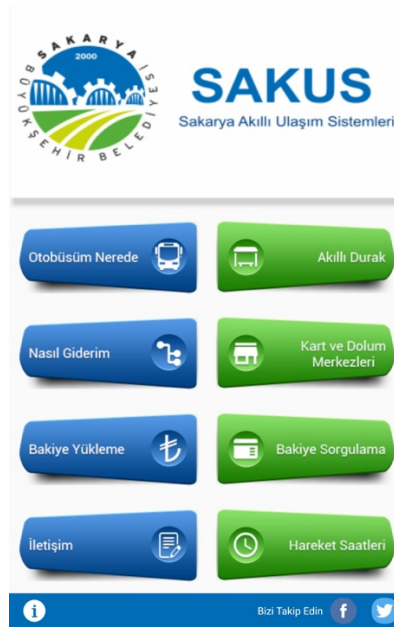 SAKARYA
2000
BÜYÜKŞEHİR BELEDİYESİ
SAKUS
Sakarya Akıllı Ulaşım Sistemleri
Otobüsüm Nerede
Akıllı Durak
Nasıl Giderim
Kart ve Dolum
Merkezleri
Bakiye Yükleme
Bakiye Sorgulama
İletişim
Hareket Saatleri
Bizi Takip Edin